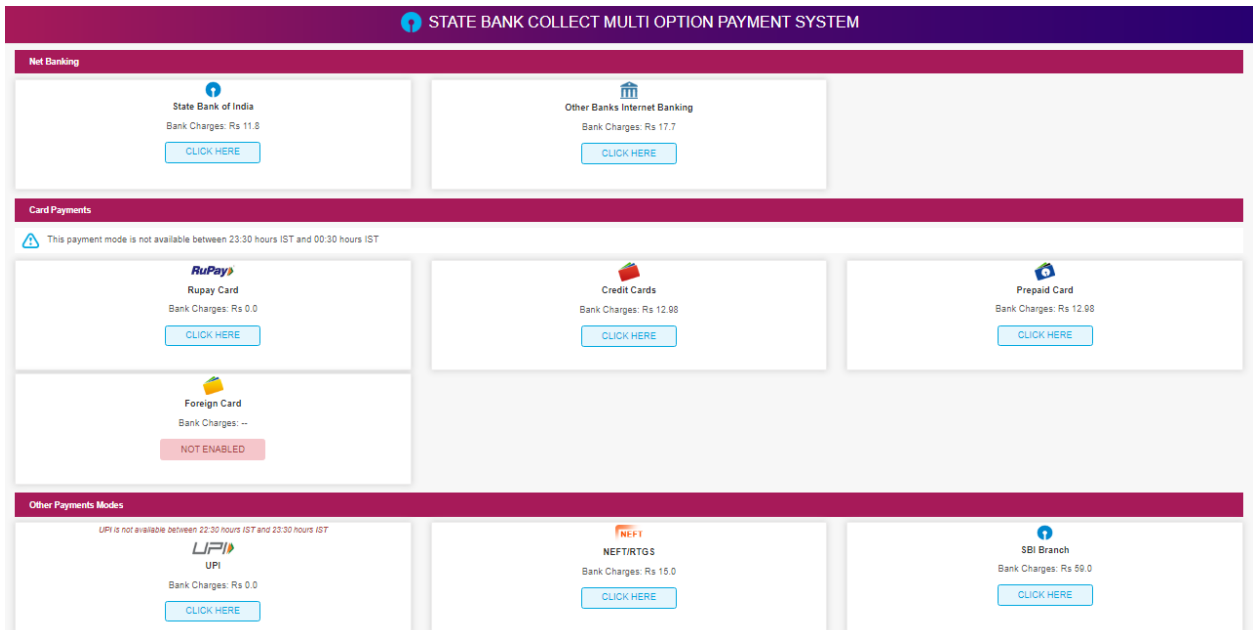 STATE BANK COLLECT MULTI OPTION PAYMENT SYSTEM
Net Banking
State Bank of India
Bank Charges: Rs 11.8
CLICK HERE
Other Banks Internet Banking
Bank Charges: Rs 17.7
CLICK HERE
Card Payments
This payment mode is not available between 23:30 hours IST and 00:30 hours IST
RuPay
Rupay Card
Bank Charges: Rs 0.0
CLICK HERE
Credit Cards
Bank Charges: Rs 12.98
CLICK HERE
Prepaid Card
Bank Charges: Rs 12.98
CLICK HERE
Foreign Card
Bank Charges: --
NOT ENABLED
Other Payments Modes
UPI is not available between 22:30 hours IST and 23:30 hours IST
UPI
UPI
Bank Charges: Rs 0.0
CLICK HERE
NEFT
NEFT/RTGS
Bank Charges: Rs 15.0
CLICK HERE
SBI Branch
Bank Charges: Rs 59.0
CLICK HERE